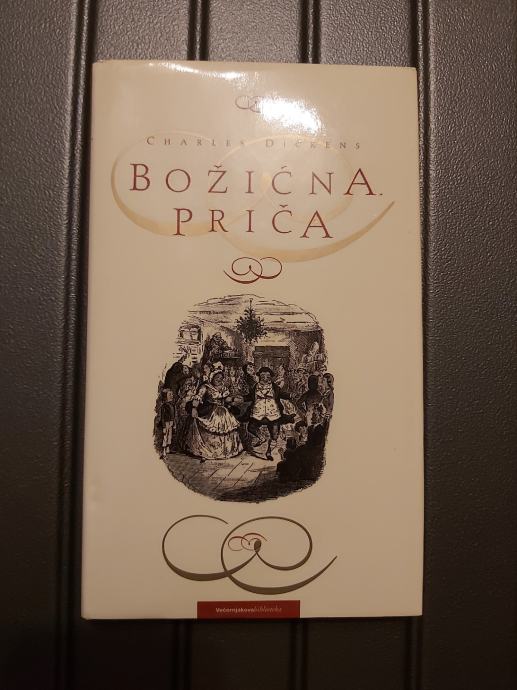 CHARLES DICKENS
BOŽIĆNA
PRIČA
Večernjakova biblioteka